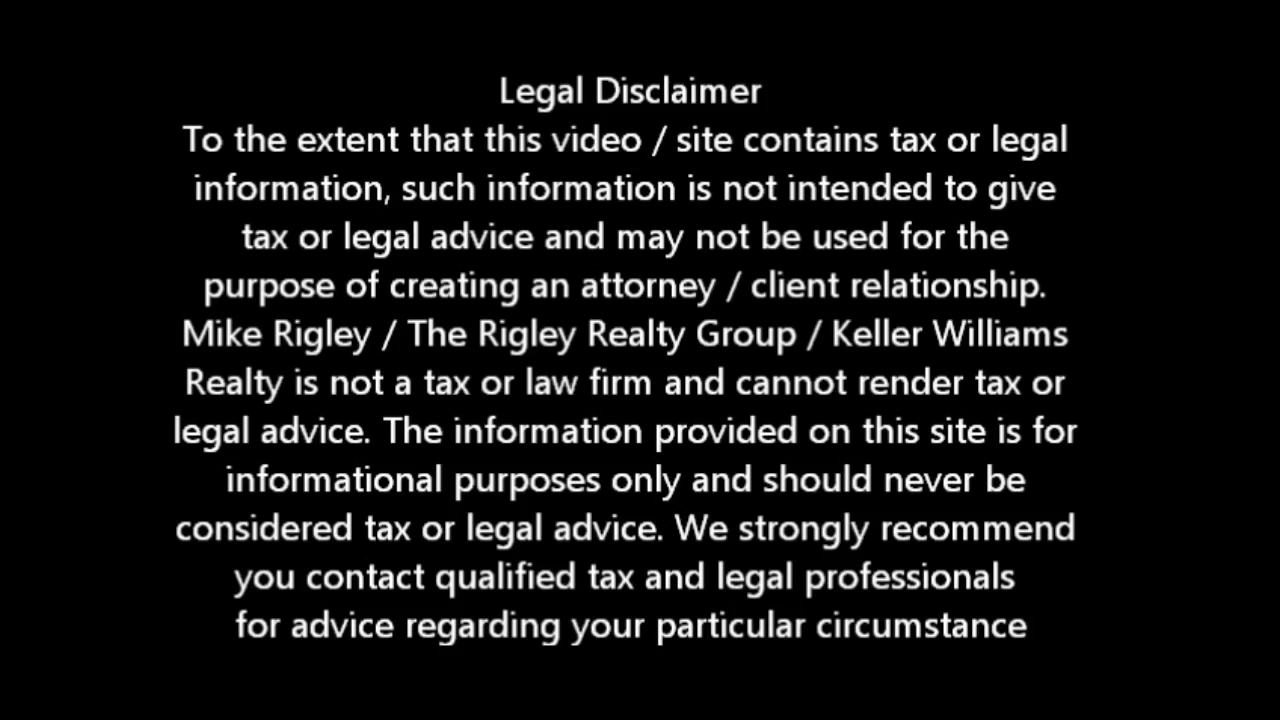 Legal Disclaimer
To the extent that this video / site contains tax or legal
information, such information is not intended to give
tax or legal advice and may not be used for the
purpose of creating an attorney / client relationship.
Mike Rigley / The Rigley Realty Group / Keller Williams
Realty is not a tax or law firm and cannot render tax or
legal advice. The information provided on this site is for
informational purposes only and should never be
considered tax or legal advice. We strongly recommend
you contact qualified tax and legal professionals
for advice regarding your particular circumstance